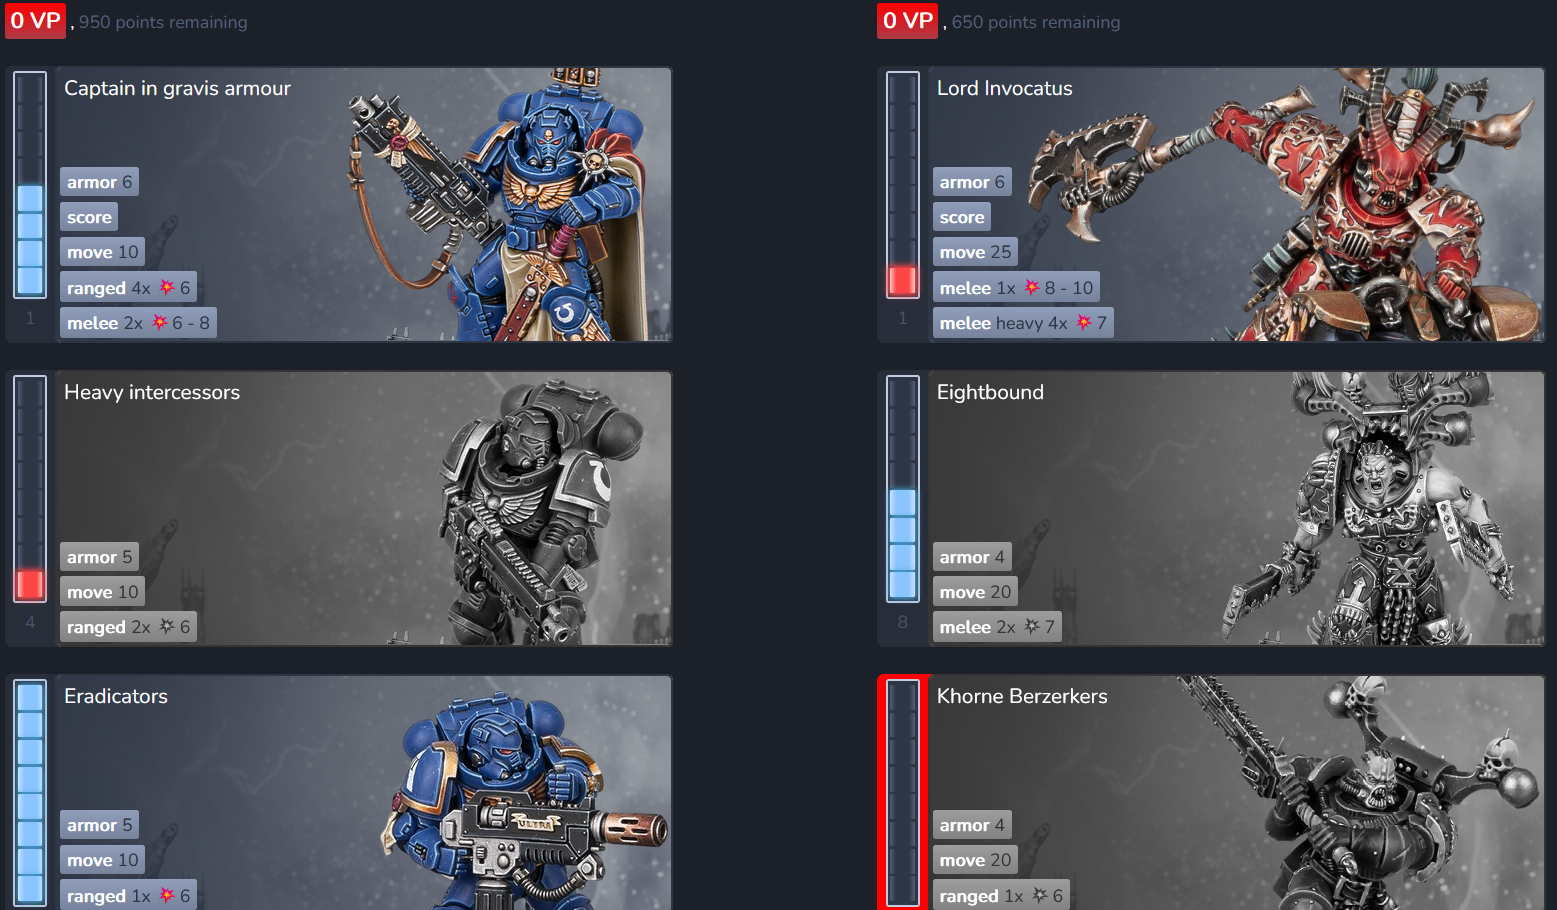 0 VP , 950 points remaining
Captain in gravis armour
armor 6
score
move 10
ranged 4x 6
melee 2x 6 - 8
1
Heavy intercessors
armor 5
move 10
ranged 2x 6
4
Eradicators
ULTRA
armor 5
move 10
ranged 1x 6
0 VP , 650 points remaining
Lord Invocatus
armor 6
score
move 25
melee 1x 8 - 10
melee heavy 4x 7
1
Eightbound
armor 4
move 20
melee 2x 7
8
Khorne Berzerkers
armor 4
move 20
ranged 1x 6